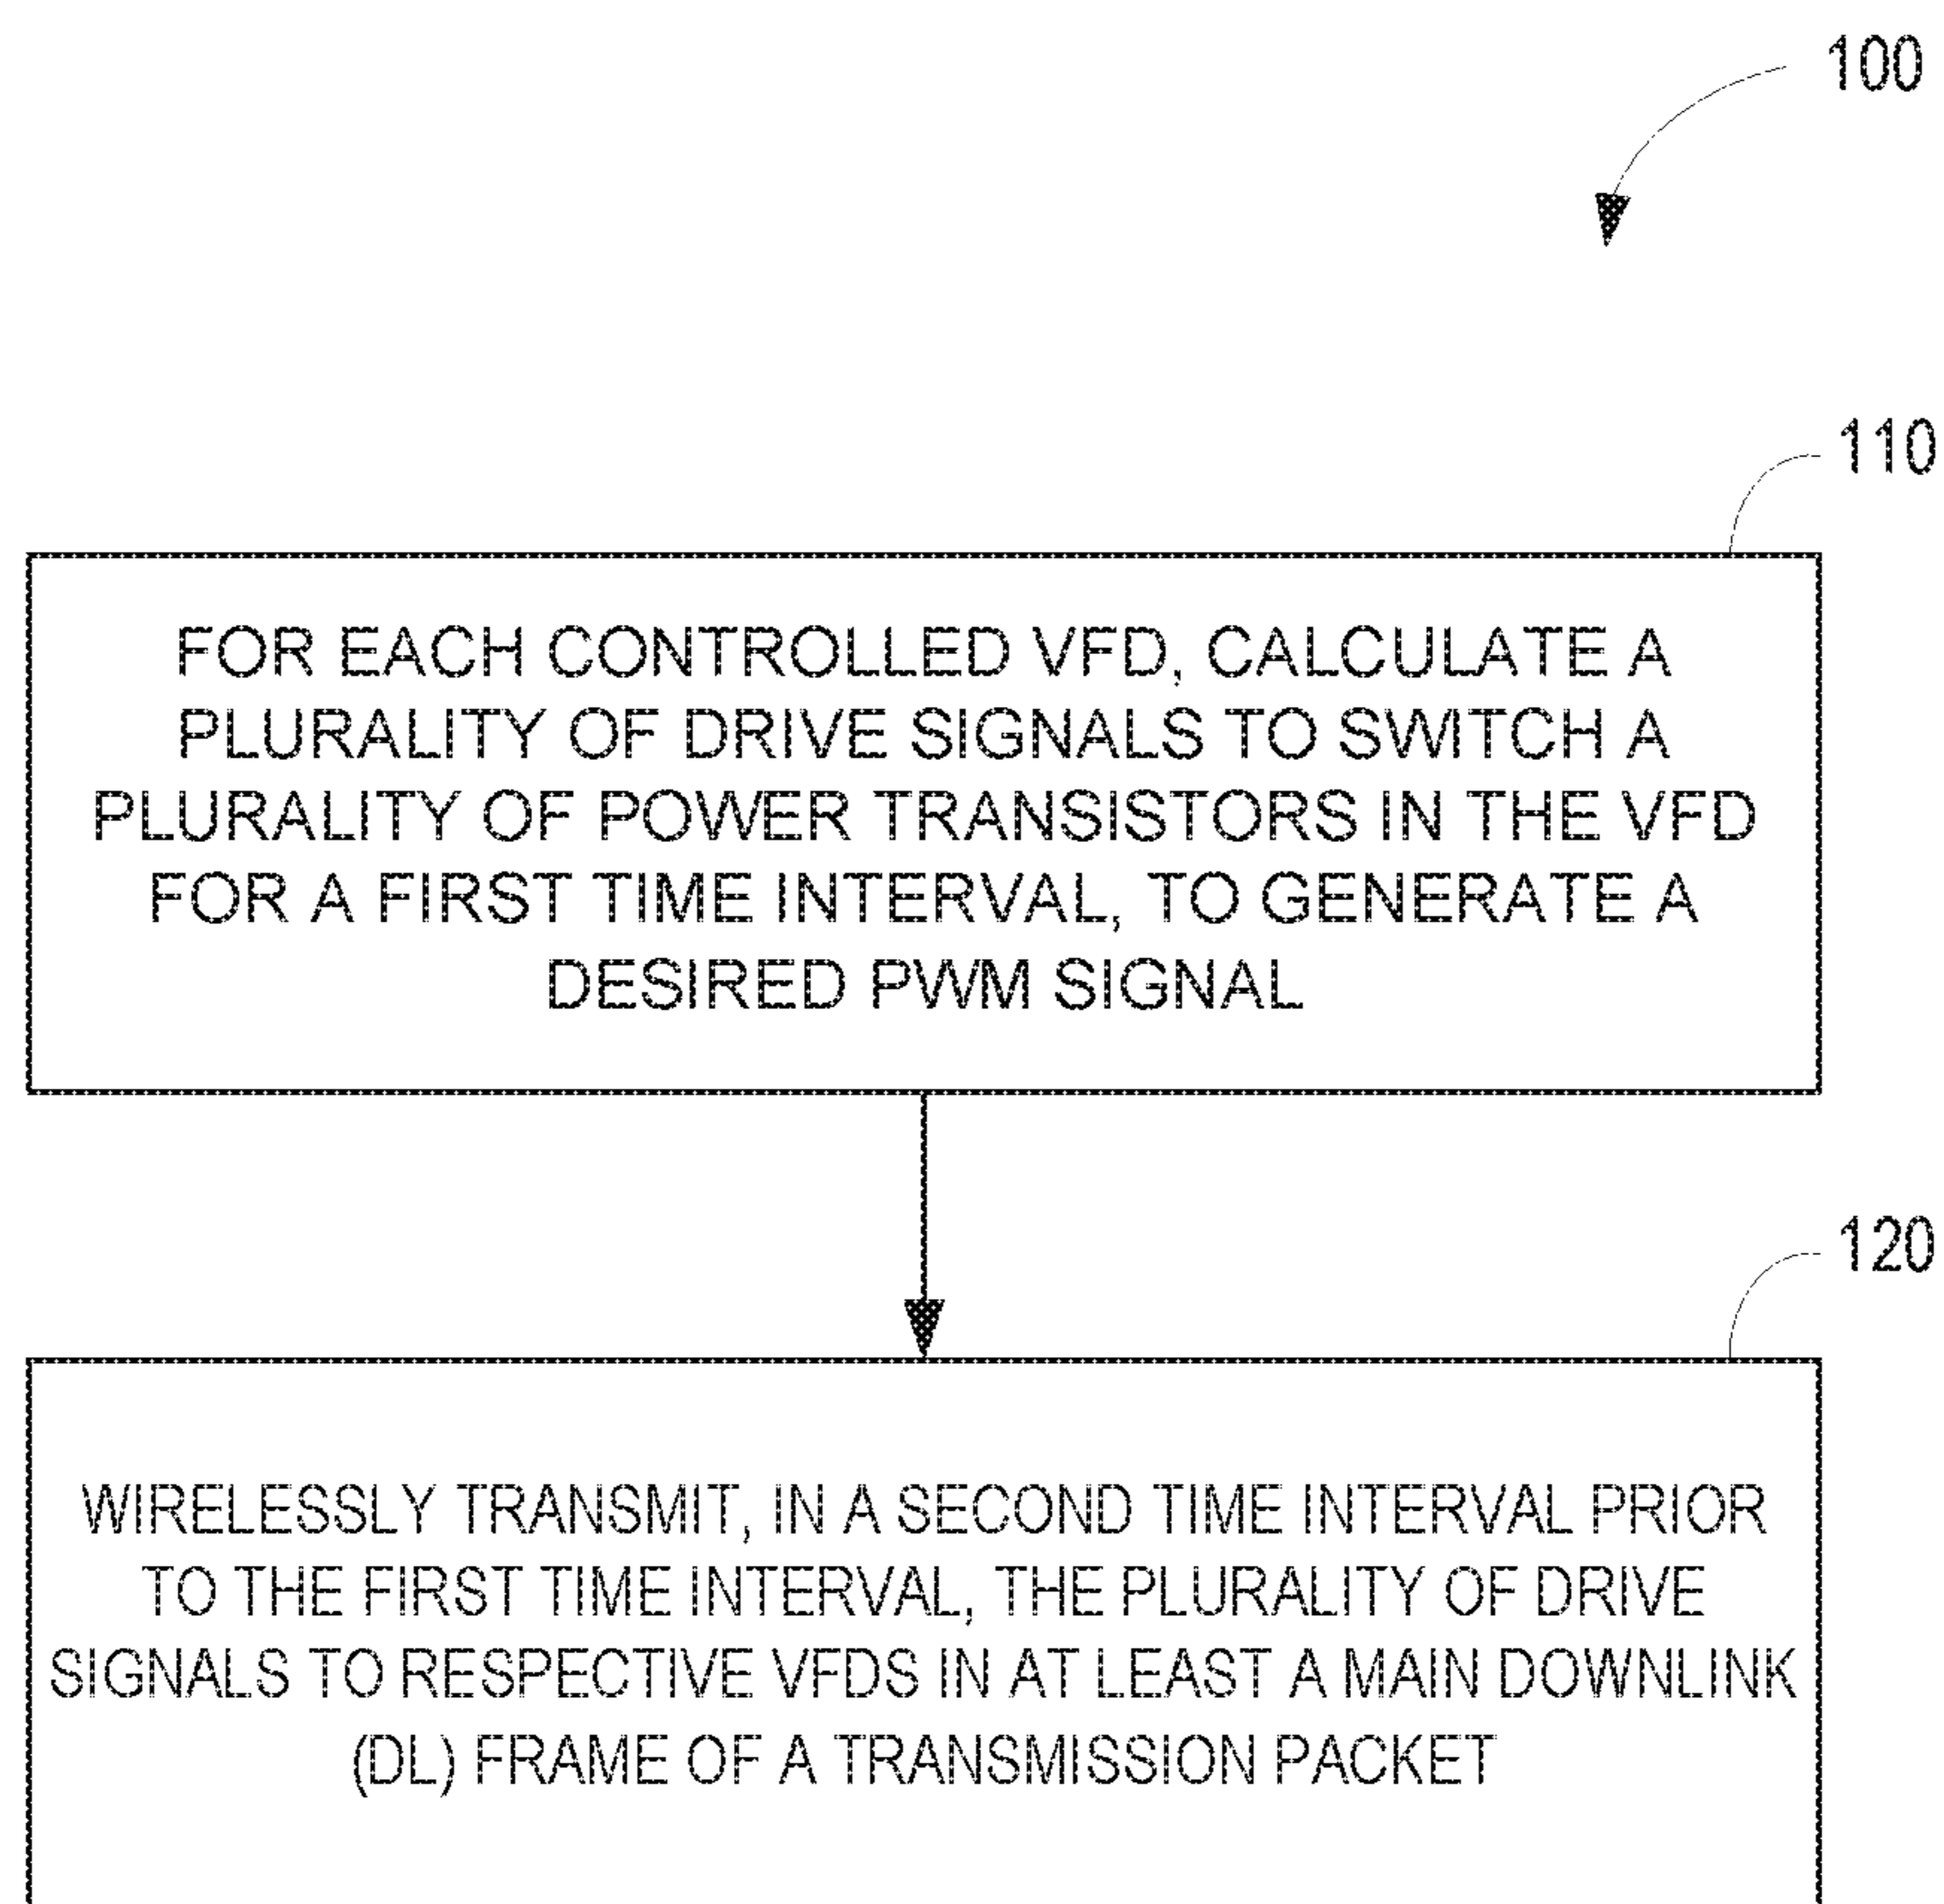 100
110
FOR EACH CONTROLLED VFD, CALCULATE A
PLURALITY OF DRIVE SIGNALS TO SWITCH A
PLURALITY OF POWER TRANSISTORS IN THE VFD
FOR A FIRST TIME INTERVAL, TO GENERATE A
DESIRED PWM SIGNAL
120
WIRELESSLY TRANSMIT, IN A SECOND TIME INTERVAL PRIOR
TO THE FIRST TIME INTERVAL, THE PLURALITY OF DRIVE
SIGNALS TO RESPECTIVE VFDS IN AT LEAST A MAIN DOWNLINK
(DL) FRAME OF A TRANSMISSION PACKET